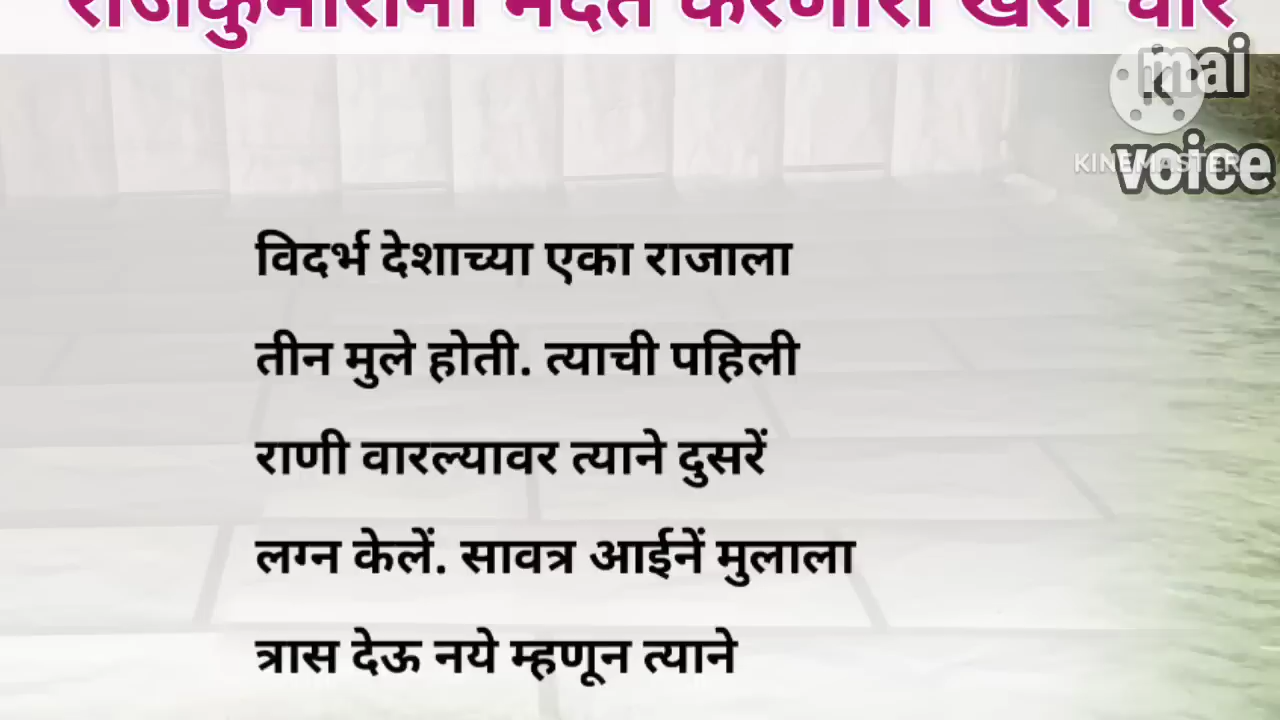 राजकुमारांना मदत करणारा खरा चोर
mai
voice
KINEMASTER
विदर्भ देशाच्या एका राजाला
तीन मुले होती. त्याची पहिली
राणी वारल्यावर त्याने दुसरें
लग्न केलें. सावत्र आईनें मुलाला
त्रास देऊ नये म्हणून त्याने